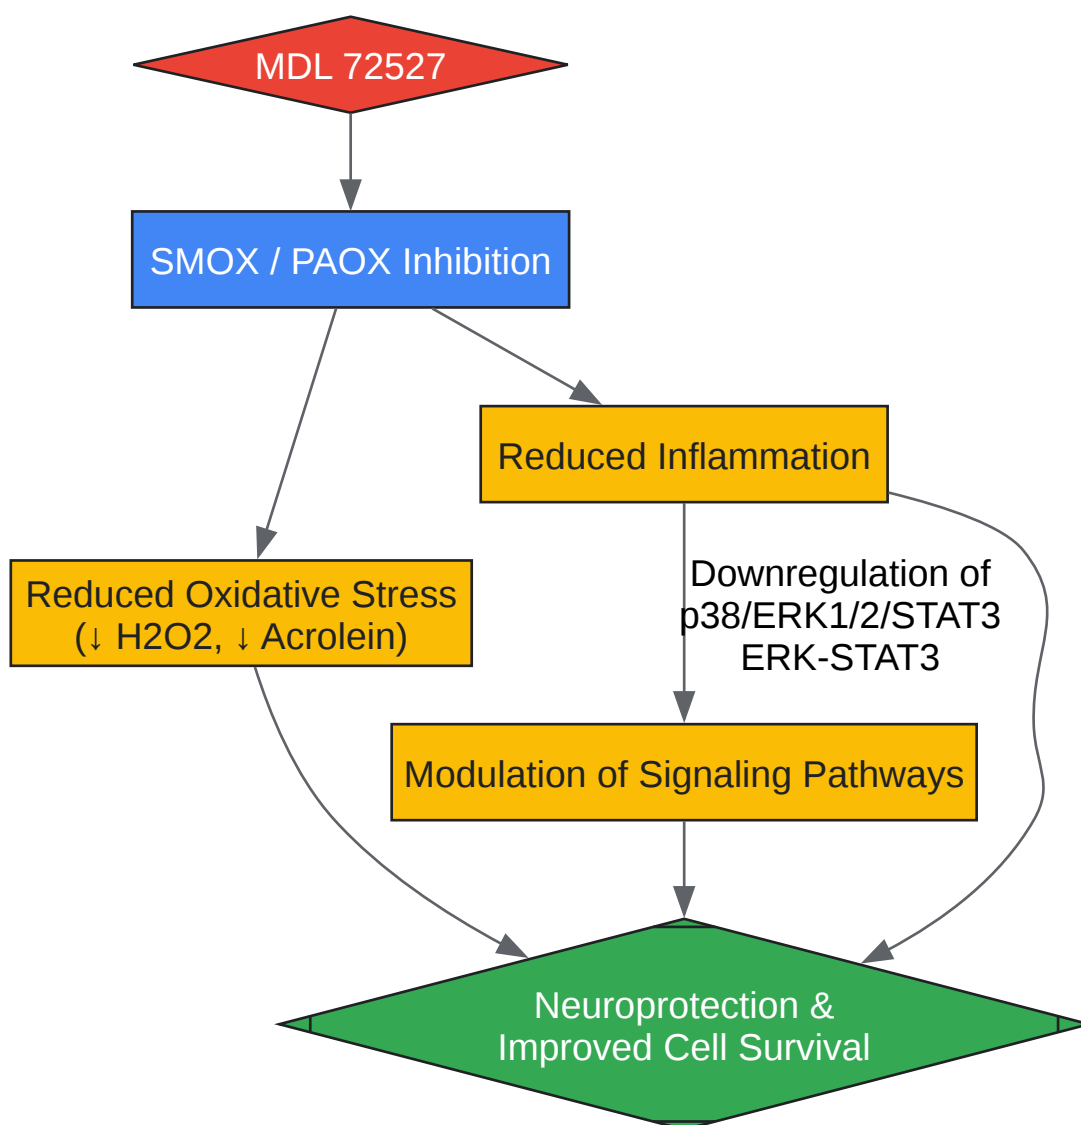 MDL 72527
SMOX / PAOX Inhibition
Reduced Inflammation
Reduced Oxidative Stress
(↓ H2O2, ↓ Acrolein)
Downregulation of
p38/ERK1/2/STAT3
ERK-STAT3
Modulation of Signaling Pathways
Neuroprotection &
Improved Cell Survival